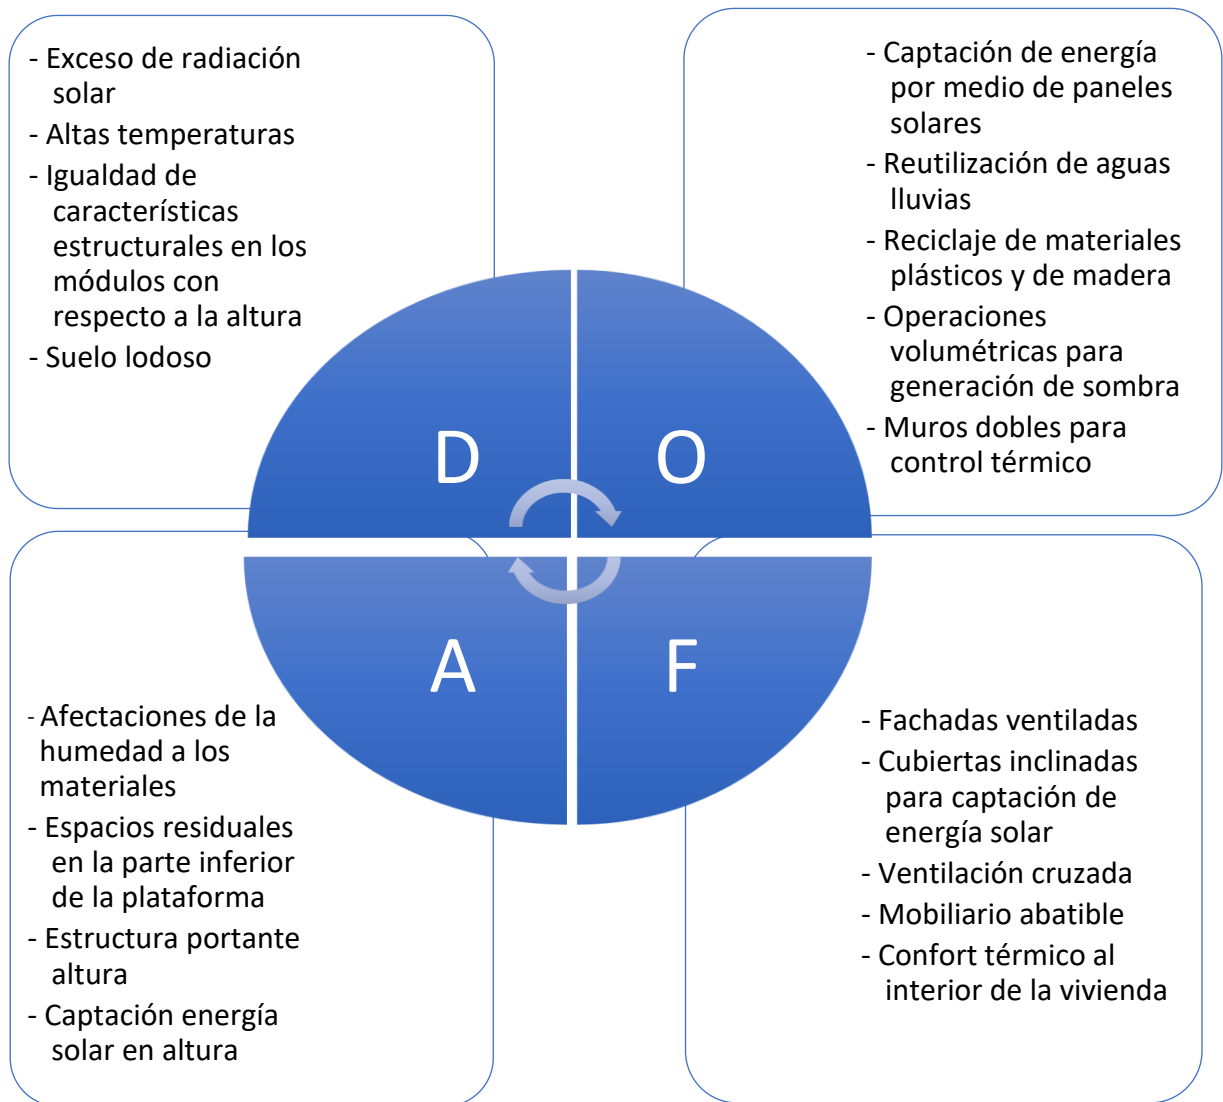 - Exceso de radiación
solar
- Altas temperaturas
- Igualdad de
características
estructurales en los
módulos con
respecto a la altura
- Suelo lodoso
- Captación de energía
por medio de paneles
solares
- Reutilización de aguas
lluvias
- Reciclaje de materiales
plásticos y de madera
- Operaciones
volumétricas para
generación de sombra
- Muros dobles para
control térmico
D
O
A
F
- Afectaciones de la
humedad a los
materiales
- Espacios residuales
en la parte inferior
de la plataforma
- Estructura portante
altura
- Captación energía
solar en altura
- Fachadas ventiladas
- Cubiertas inclinadas
para captación de
energía solar
- Ventilación cruzada
- Mobiliario abatible
- Confort térmico al
interior de la vivienda